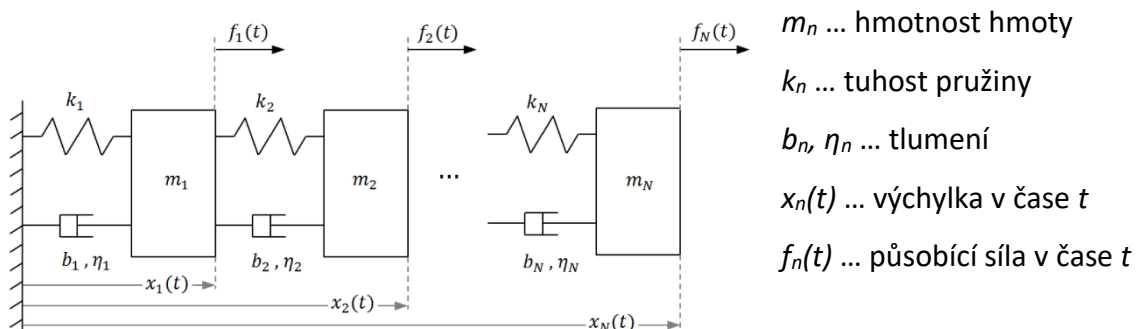 f₁(t)
f₂(t)
f_N(t)
k₁
k₂
k_N
m₁
m₂
...
m_N
b₁, η₁
b₂, η₂
b_N, η_N
x₁(t)
x₂(t)
x_N(t)
mₙ ... hmotnost hmoty
kₙ ... tuhost pružiny
bₙ, ηₙ ... tlumení
xₙ(t) ... výchylka v čase t
fₙ(t) ... působící síla v čase t